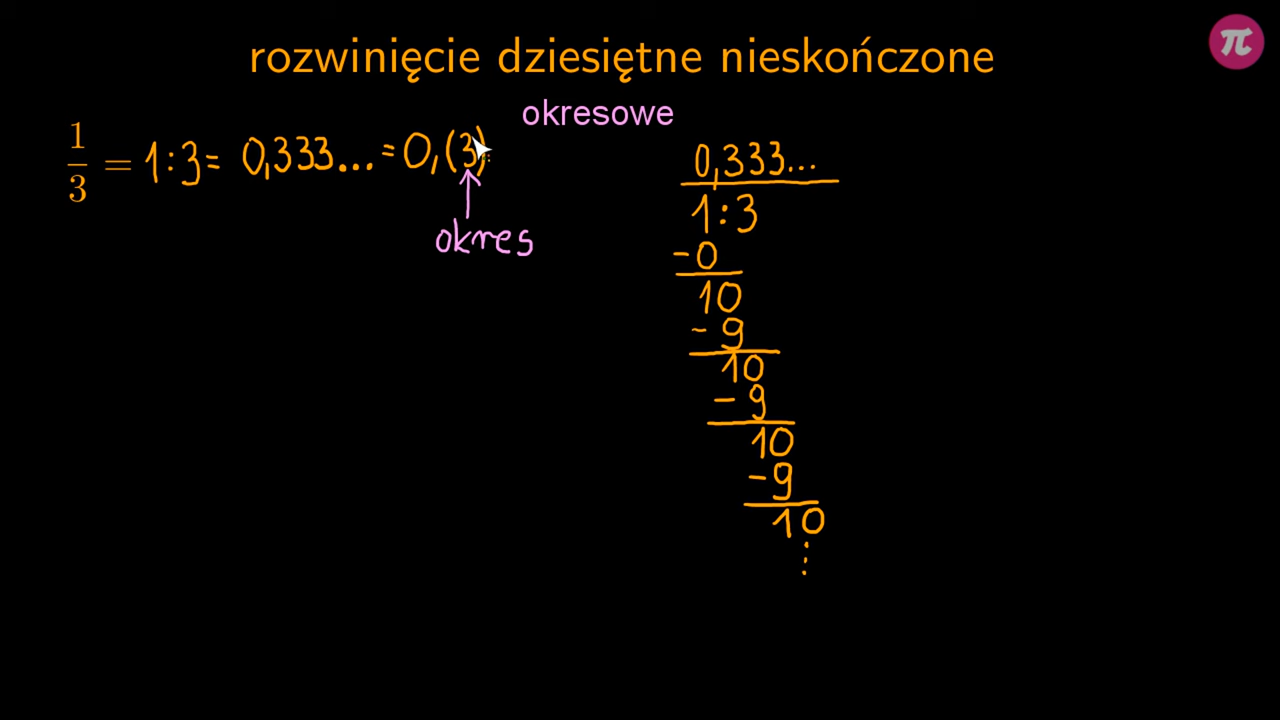 π
rozwinięcie dziesiętne nieskończone
okresowe
1/3 = 1:3 = 0,333... = 0,(3)
okres
0,333...
1:3
-0
10
-9
10
-9
10
-9
10
⋮